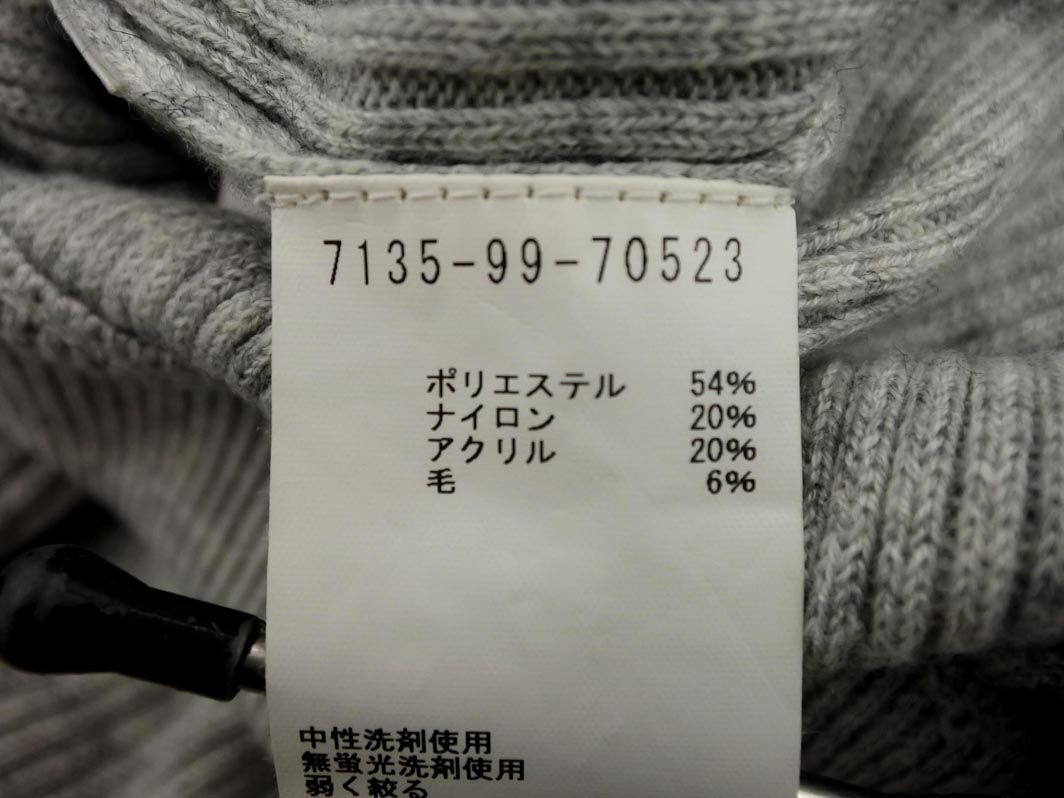 7135-99-70523
ポリエステル 54%
ナイロン 20%
アクリル 20%
毛 6%
中性洗剤使用
無蛍光洗剤使用
弱く絞る